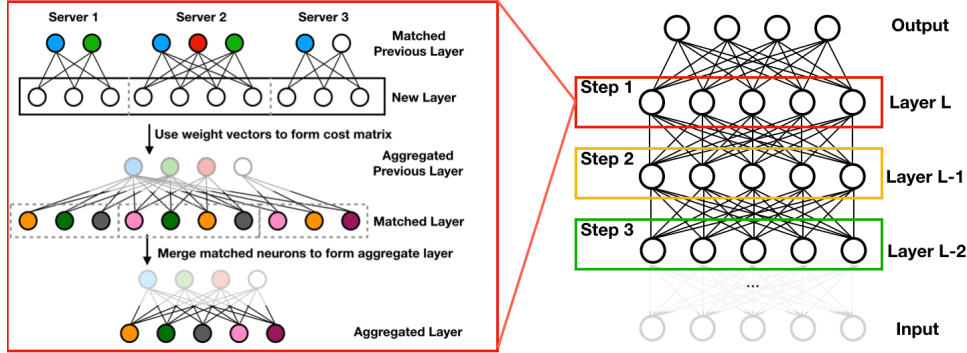 Server 1
Server 2
Server 3
Matched
Previous Layer
New Layer
Use weight vectors to form cost matrix
Aggregated
Previous Layer
Matched Layer
Merge matched neurons to form aggregate layer
Aggregated Layer
Output
Step 1
Layer L
Step 2
Layer L-1
Step 3
Layer L-2
...
Input